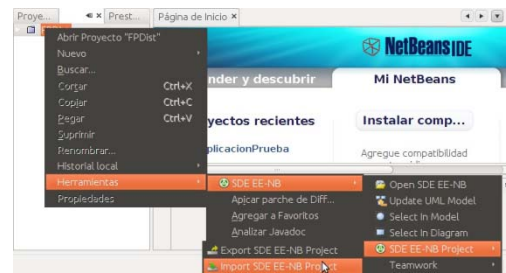 Proye...
Prest...
Página de Inicio
Abrir Proyecto "FPDist"
Nuevo
Buscar...
Cortar Ctrl+X
Copiar Ctrl+C
Pegar Ctrl+V
Suprimir
Renombrar...
Historial local
Herramientas
Propiedades
NetBeans IDE
nder y descubrir
Mi NetBeans
yectos recientes
Instalar comp...
plicacionPrueba
Agregue compatibilidad
SDE EE-NB
Apicar parche de Diff...
Agregar a Favoritos
Analizar Javadoc
Export SDE EE-NB Project
Import SDE EE-NB Project
Open SDE EE-NB
Update UML Model
Select In Model
Select In Diagram
SDE EE-NB Project
Teamwork